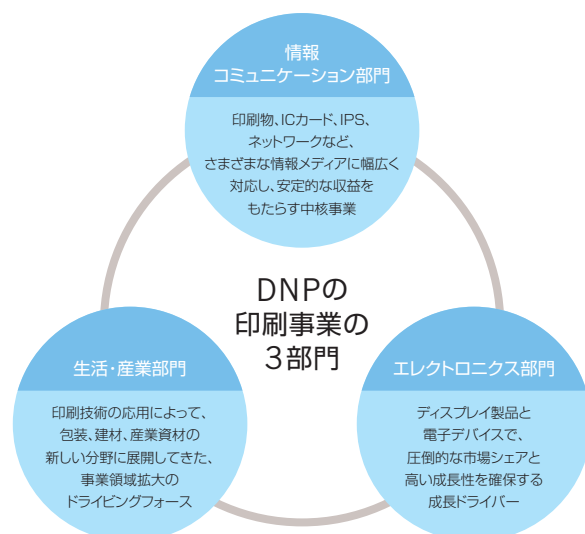 情報
コミュニケーション部門
印刷物、ICカード、IPS、
ネットワークなど、
さまざまな情報メディアに幅広く
対応し、安定的な収益を
もたらす中核事業
DNPの
印刷事業の
3部門
生活・産業部門
印刷技術の応用によって、
包装、建材、産業資材の
新しい分野に展開してきた、
事業領域拡大の
ドライビングフォース
エレクトロニクス部門
ディスプレイ製品と
電子デバイスで、
圧倒的な市場シェアと
高い成長性を確保する
成長ドライバー